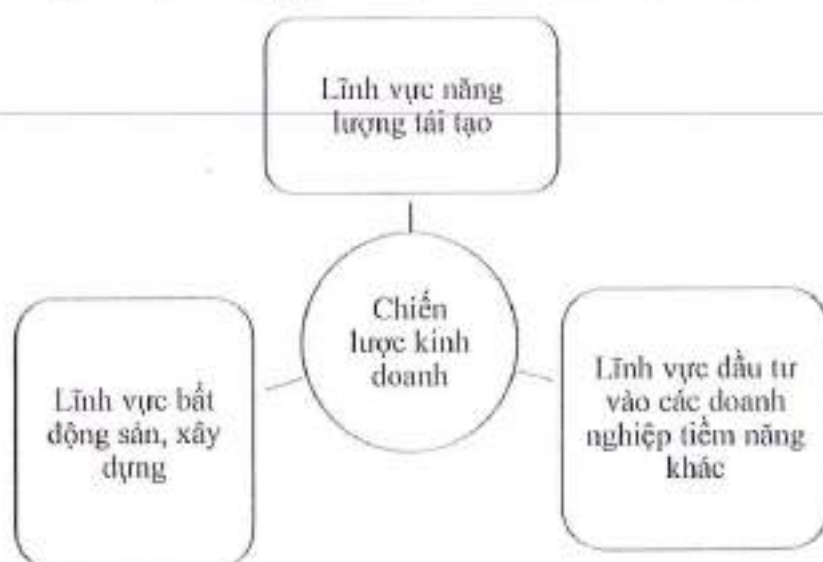 Lĩnh vực năng
lượng tái tạo
Chiến
lược kinh
doanh
Lĩnh vực bất
động sản, xây
dựng
Lĩnh vực đầu tư
vào các doanh
nghiệp tiềm năng
khác